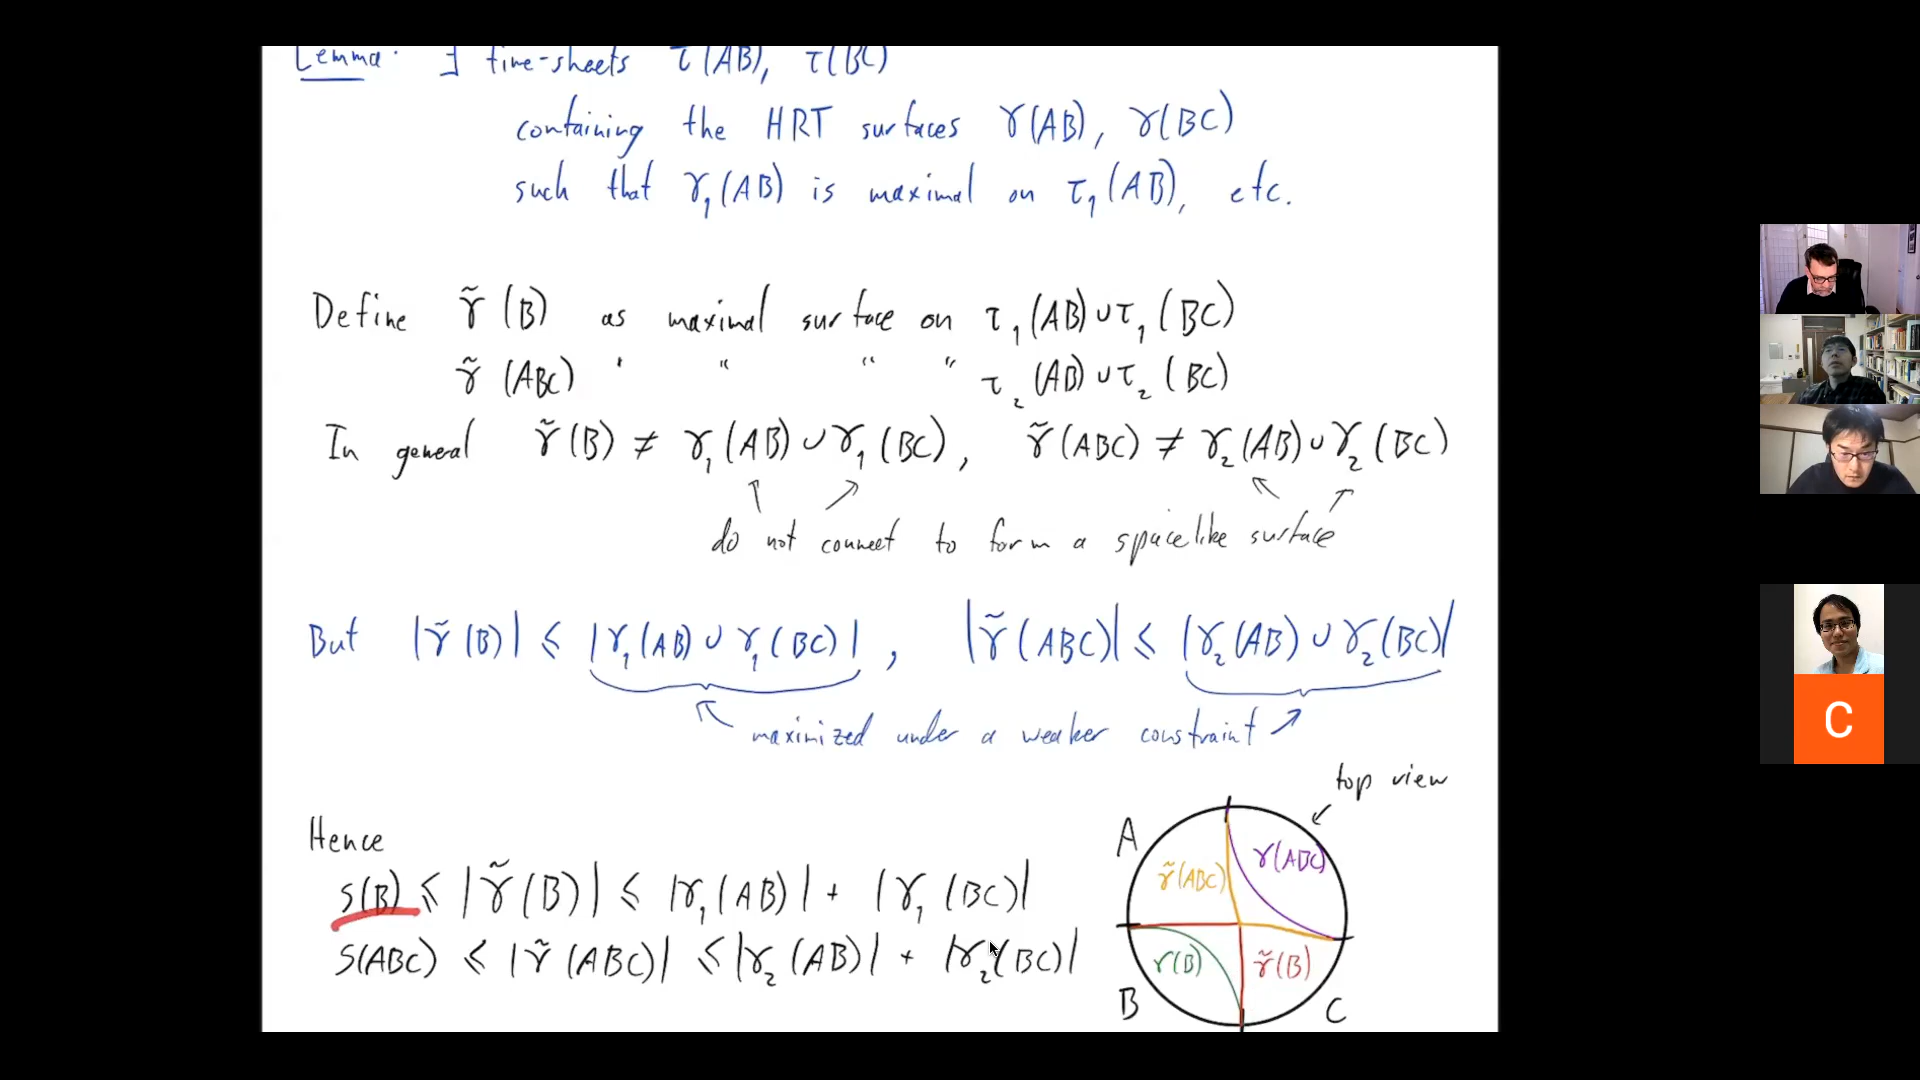 Lemma: ∃ time-sheets τ(AB), τ(BC)
containing the HRT surfaces γ(AB), γ(BC)
such that γ₁(AB) is maximal on τ₁(AB), etc.
Define γ̃(B) as maximal surface on τ₁(AB)∪τ₁(BC)
γ̃(ABC) " " " " τ₂(AB)∪τ₂(BC)
In general γ̃(B) ≠ γ₁(AB)∪γ₁(BC), γ̃(ABC) ≠ γ₂(AB)∪γ₂(BC)
do not connect to form a spacelike surface
But |γ̃(B)| ≤ |γ₁(AB) ∪ γ₁(BC)|, |γ̃(ABC)| ≤ |γ₂(AB) ∪ γ₂(BC)|
maximized under a weaker constraint
top view
Hence
S(B) ≤ |γ̃(B)| ≤ |γ₁(AB)| + |γ₁(BC)|
S(ABC) ≤ |γ̃(ABC)| ≤ |γ₂(AB)| + |γ₂(BC)|
A
γ(ABC)
γ̃(ABC)
γ(B)
γ̃(B)
B
C
C